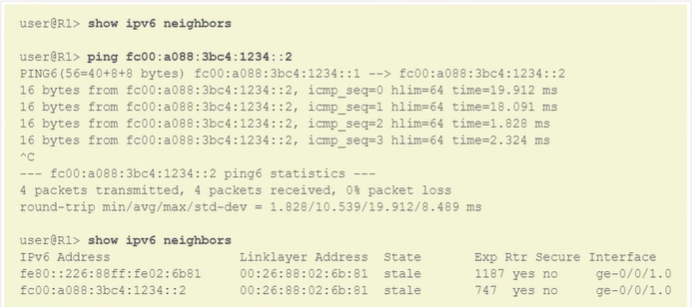 user@R1> show ipv6 neighbors
user@R1> ping fc00:a088:3bc4:1234::2
PING6(56=40+8+8 bytes) fc00:a088:3bc4:1234::1 --> fc00:a088:3bc4:1234::2
16 bytes from fc00:a088:3bc4:1234::2, icmp_seq=0 hlim=64 time=19.912 ms
16 bytes from fc00:a088:3bc4:1234::2, icmp_seq=1 hlim=64 time=18.091 ms
16 bytes from fc00:a088:3bc4:1234::2, icmp_seq=2 hlim=64 time=1.828 ms
16 bytes from fc00:a088:3bc4:1234::2, icmp_seq=3 hlim=64 time=2.324 ms
^C
--- fc00:a088:3bc4:1234::2 ping6 statistics ---
4 packets transmitted, 4 packets received, 0% packet loss
round-trip min/avg/max/std-dev = 1.828/10.539/19.912/8.489 ms
user@R1> show ipv6 neighbors
IPv6 Address Linklayer Address State Exp Rtr Secure Interface
fe80::226:88ff:fe02:6b81 00:26:88:02:6b:81 stale 1187 yes no ge-0/0/1.0
fc00:a088:3bc4:1234::2 00:26:88:02:6b:81 stale 747 yes no ge-0/0/1.0